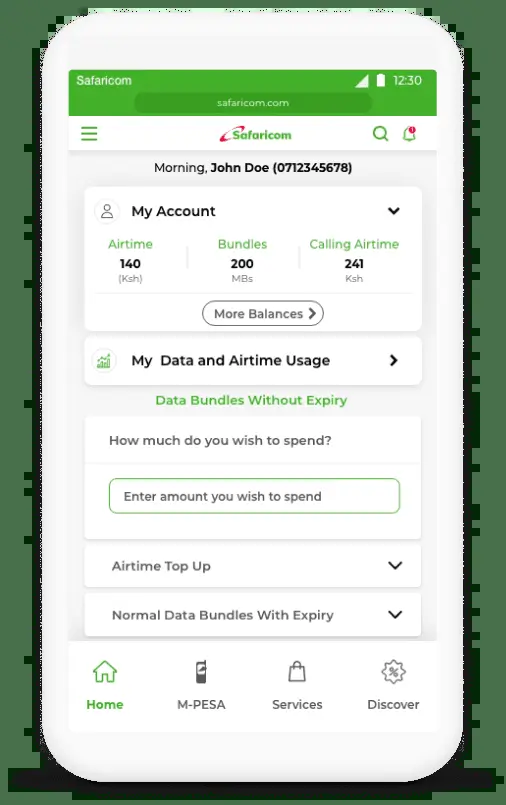 Safaricom 12:30
safaricom.com
Safaricom
Morning, John Doe (0712345678)
My Account
Airtime Bundles Calling Airtime
140 200 241
(Ksh) MBs Ksh
More Balances
My Data and Airtime Usage
Data Bundles Without Expiry
How much do you wish to spend?
Enter amount you wish to spend
Airtime Top Up
Normal Data Bundles With Expiry
Home M-PESA Services Discover